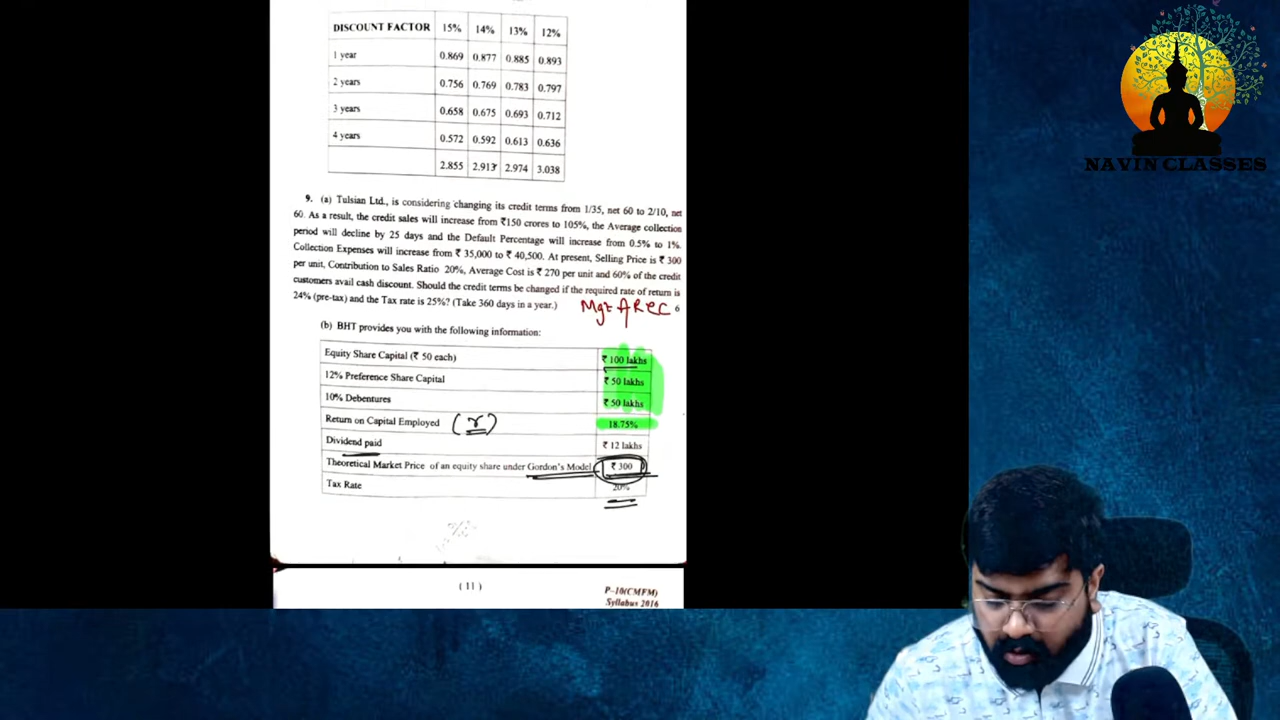 DISCOUNT FACTOR 15% 14% 13% 12%
1 year 0.869 0.877 0.885 0.893
2 years 0.756 0.769 0.783 0.797
3 years 0.658 0.675 0.693 0.712
4 years 0.572 0.592 0.613 0.636
2.855 2.913 2.974 3.038
NAVIN CLASSES
9. (a) Tulsian Ltd., is considering changing its credit terms from 1/35, net 60 to 2/10, net
60. As a result, the credit sales will increase from ₹150 crores to 105%, the Average collection
period will decline by 25 days and the Default Percentage will increase from 0.5% to 1%.
Collection Expenses will increase from ₹ 35,000 to ₹ 40,500. At present, Selling Price is ₹ 300
per unit, Contribution to Sales Ratio 20%, Average Cost is ₹ 270 per unit and 60% of the credit
customers avail cash discount. Should the credit terms be changed if the required rate of return is
24% (pre-tax) and the Tax rate is 25%? (Take 360 days in a year.) 6
Mgt A Rec
(b) BHT provides you with the following information:
Equity Share Capital (₹ 50 each) ₹ 100 lakhs
12% Preference Share Capital ₹ 50 lakhs
10% Debentures ₹ 50 lakhs
Return on Capital Employed (r) 18.75%
Dividend paid ₹ 12 lakhs
Theoretical Market Price of an equity share under Gordon's Model ₹ 300
Tax Rate 20%
(11)
P-10(CMFM)
Syllabus 2016